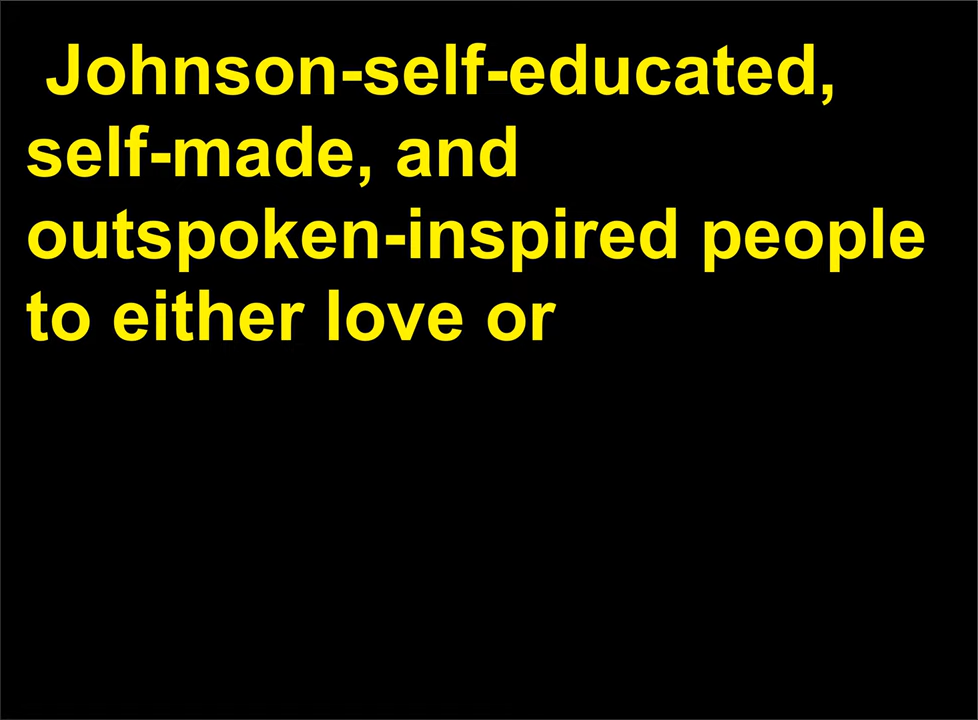 Johnson-self-educated,
self-made, and
outspoken-inspired people
to either love or